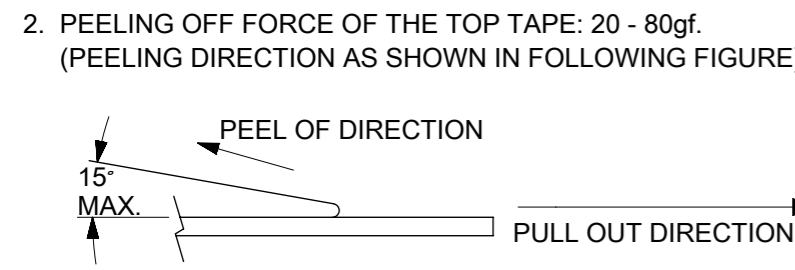 2. PEELING OFF FORCE OF THE TOP TAPE: 20 - 80gf.
(PEELING DIRECTION AS SHOWN IN FOLLOWING FIGURE)
PEEL OF DIRECTION
15°
MAX.
PULL OUT DIRECTION